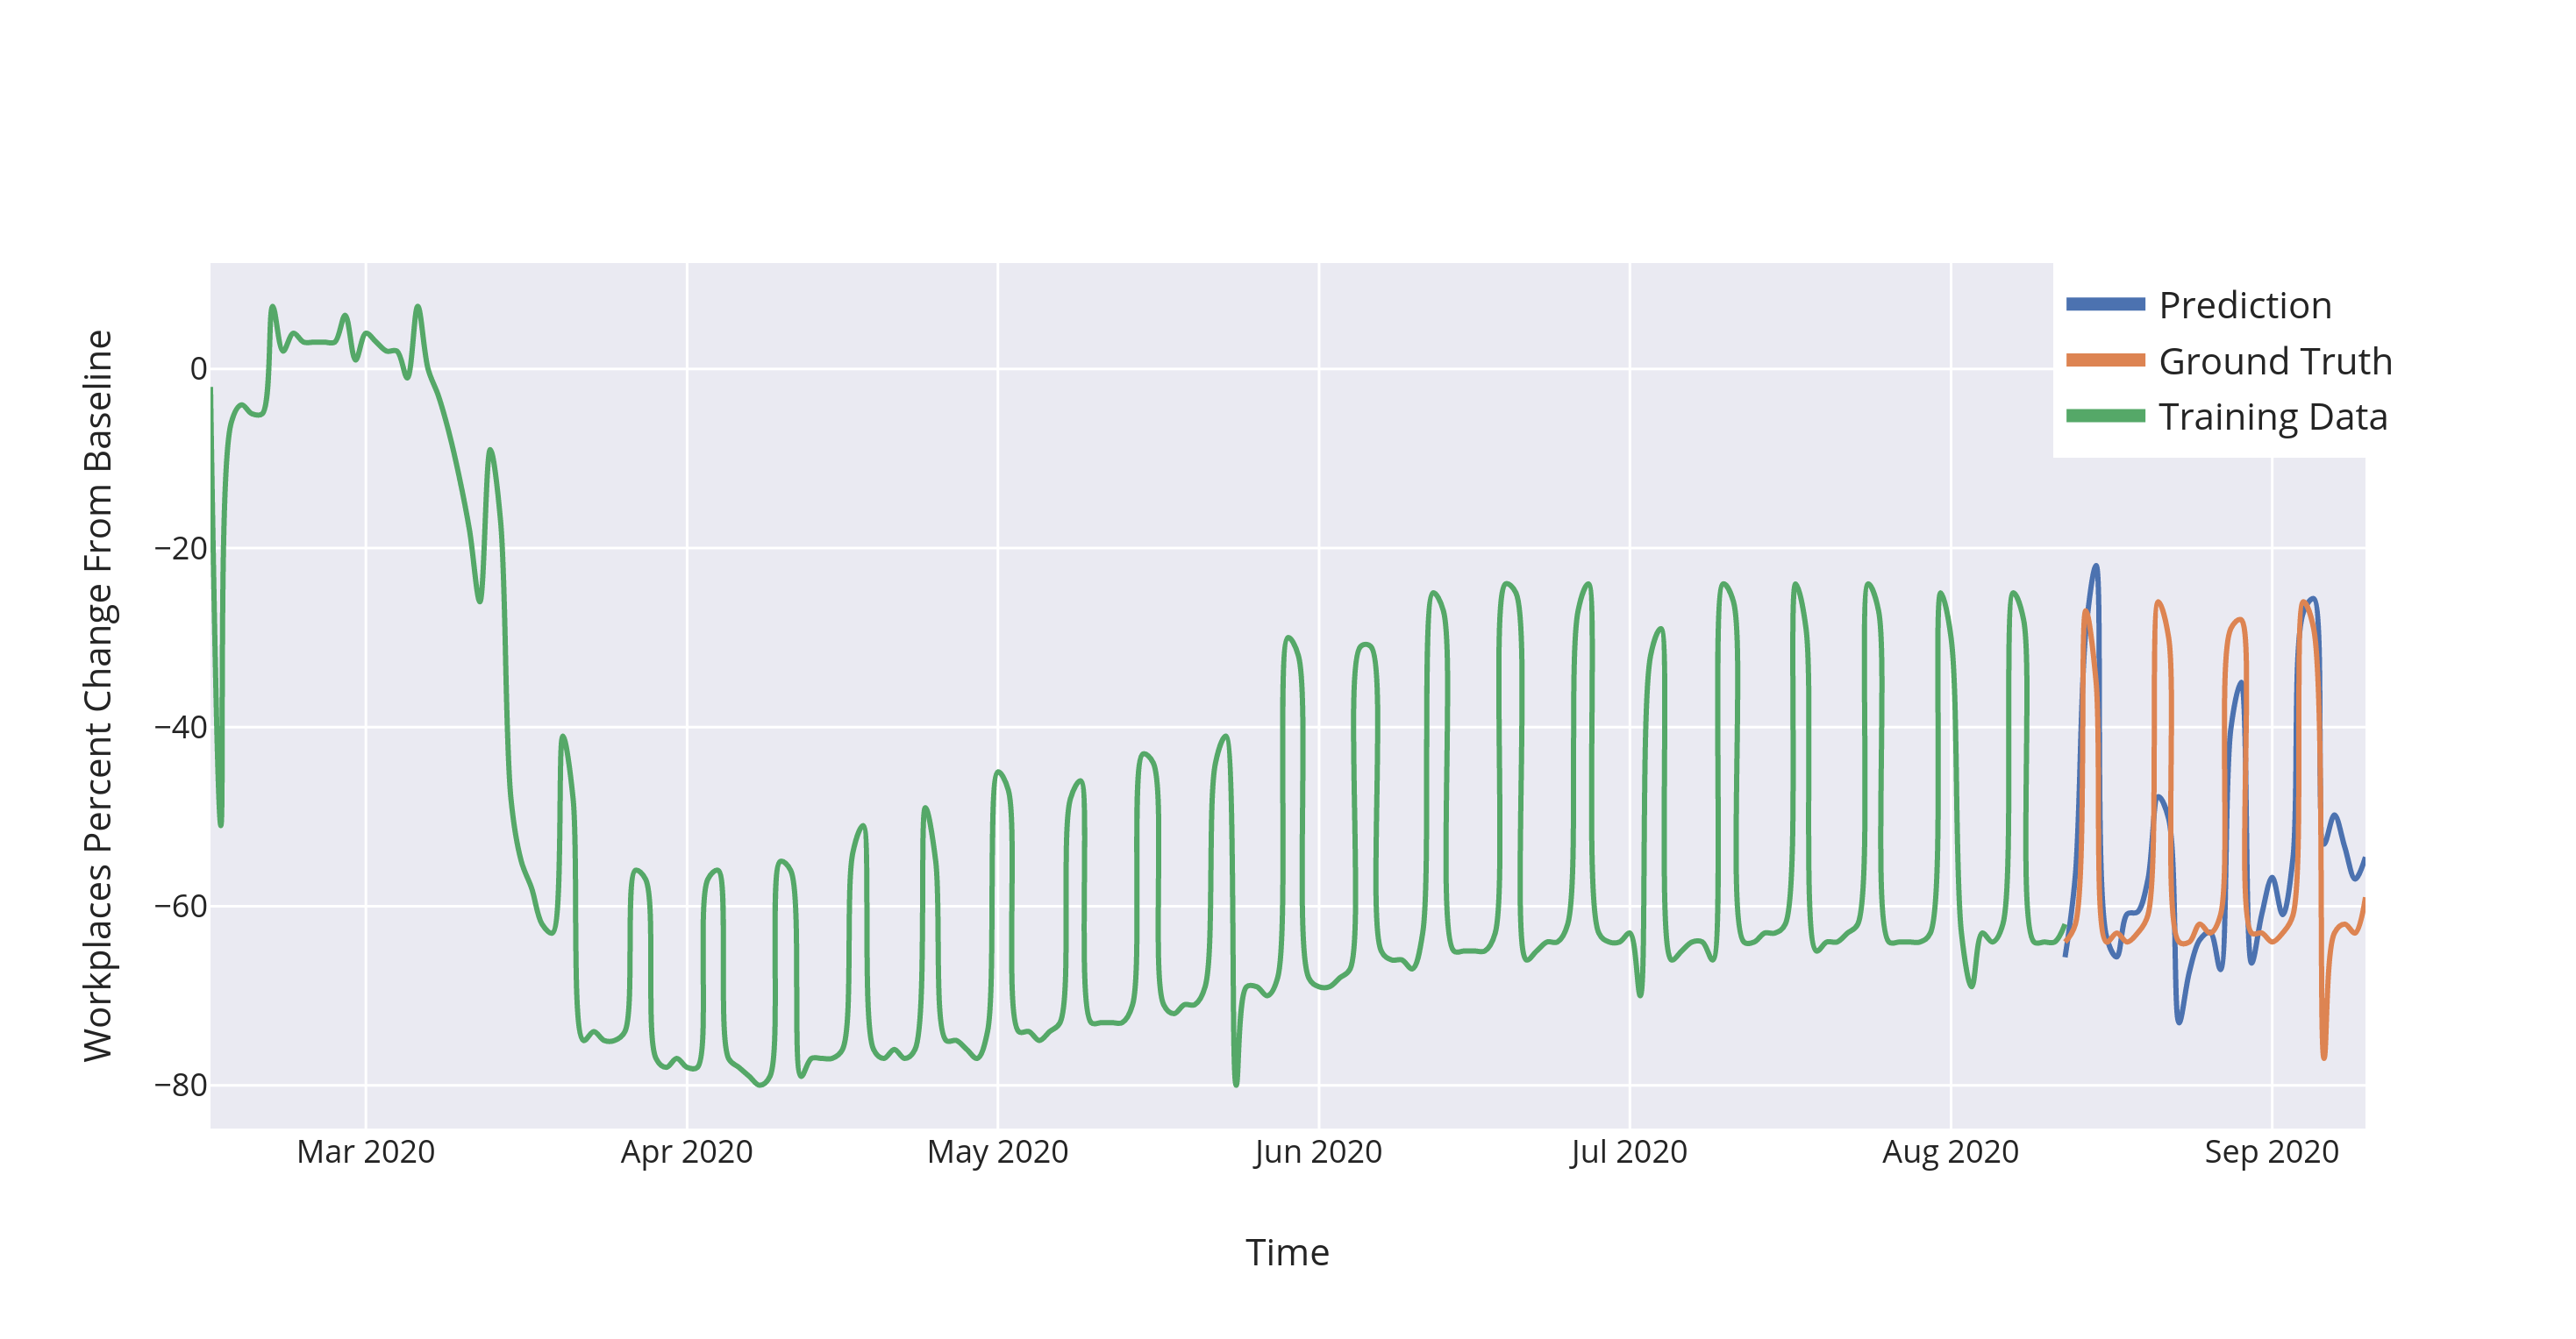 Prediction
Ground Truth
Training Data
Workplaces Percent Change From Baseline
0
−20
−40
−60
−80
Mar 2020
Apr 2020
May 2020
Jun 2020
Jul 2020
Aug 2020
Sep 2020
Time